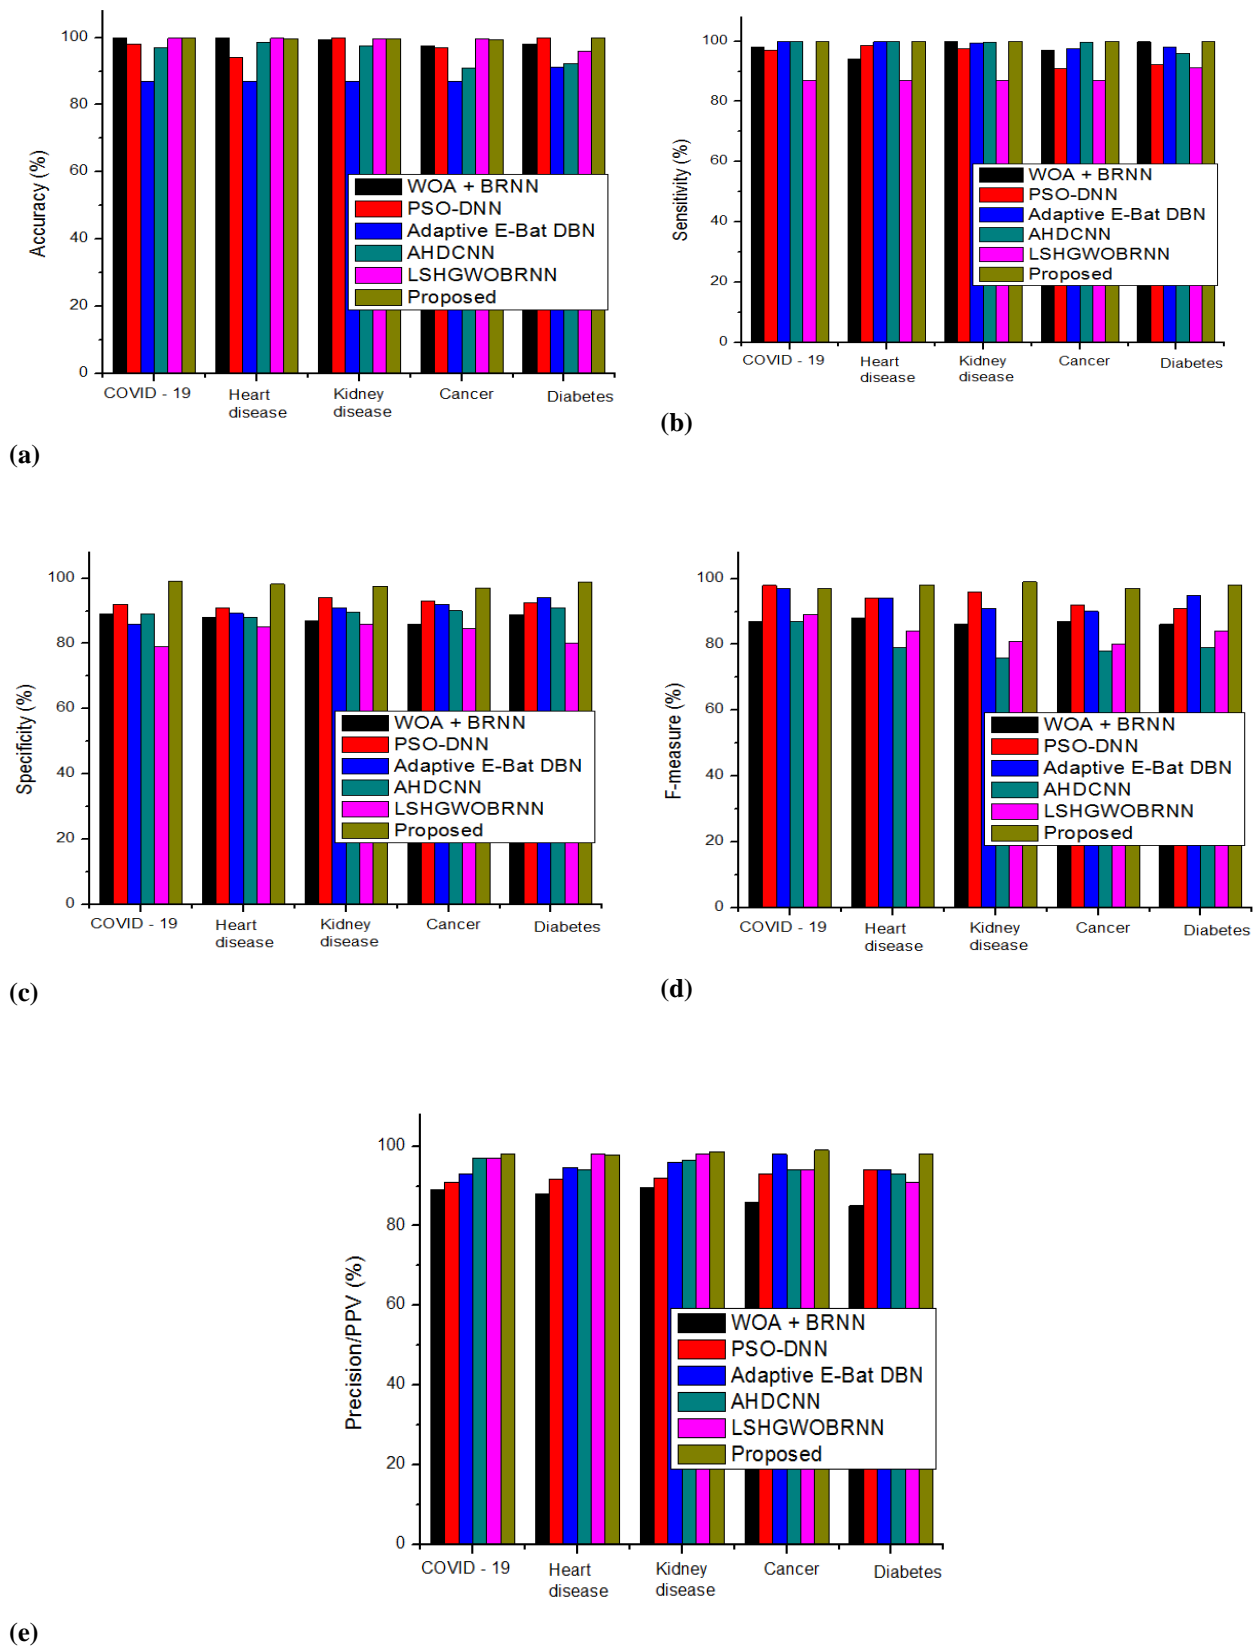 100
80
60
40
20
0
Accuracy (%)
WOA + BRNN
PSO-DNN
Adaptive E-Bat DBN
AHDCNN
LSHGWOBRNN
Proposed
COVID - 19
Heart
disease
Kidney
disease
Cancer
Diabetes
(a)
100
80
60
40
20
0
Sensitivity (%)
WOA + BRNN
PSO-DNN
Adaptive E-Bat DBN
AHDCNN
LSHGWOBRNN
Proposed
COVID - 19
Heart
disease
Kidney
disease
Cancer
Diabetes
(b)
100
80
60
40
20
0
Specificity (%)
WOA + BRNN
PSO-DNN
Adaptive E-Bat DBN
AHDCNN
LSHGWOBRNN
Proposed
COVID - 19
Heart
disease
Kidney
disease
Cancer
Diabetes
(c)
100
80
60
40
20
0
F-measure (%)
WOA + BRNN
PSO-DNN
Adaptive E-Bat DBN
AHDCNN
LSHGWOBRNN
Proposed
COVID - 19
Heart
disease
Kidney
disease
Cancer
Diabetes
(d)
100
80
60
40
20
0
Precision/PPV (%)
WOA + BRNN
PSO-DNN
Adaptive E-Bat DBN
AHDCNN
LSHGWOBRNN
Proposed
COVID - 19
Heart
disease
Kidney
disease
Cancer
Diabetes
(e)